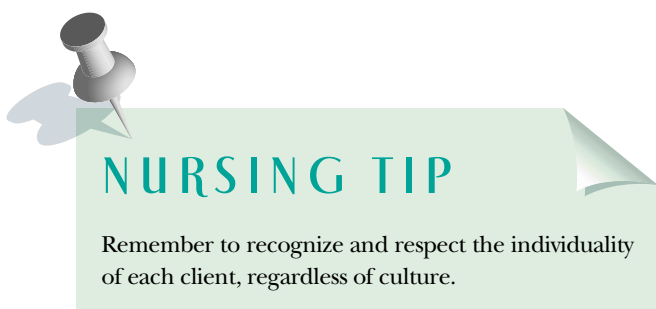 NURSING TIP
Remember to recognize and respect the individuality
of each client, regardless of culture.